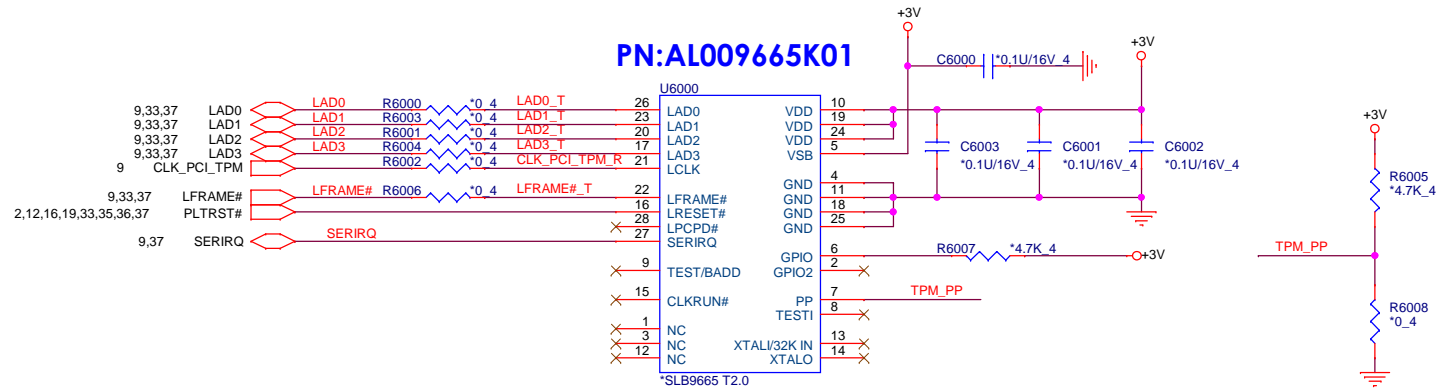 +3V
PN:AL009665K01
+3V
C6000 *0.1U/16V_4
U6000
9,33,37 LAD0 LAD0 R6000 *0_4 LAD0_T 26 LAD0 VDD 10
9,33,37 LAD1 LAD1 R6003 *0_4 LAD1_T 23 LAD1 VDD 19
9,33,37 LAD2 LAD2 R6001 *0_4 LAD2_T 20 LAD2 VDD 24
9,33,37 LAD3 LAD3 R6004 *0_4 LAD3_T 17 LAD3 VSB 5
9 CLK_PCI_TPM R6002 *0_4 CLK_PCI_TPM_R 21 LCLK
C6003 C6001 C6002
*0.1U/16V_4 *0.1U/16V_4 *0.1U/16V_4
+3V
GND 4
9,33,37 LFRAME# LFRAME# R6006 *0_4 LFRAME#_T 22 LFRAME# GND 11
2,12,16,19,33,35,36,37 PLTRST# 16 LRESET# GND 18
28 LPCPD# GND 25
9,37 SERIRQ SERIRQ 27 SERIRQ
R6005
*4.7K_4
GPIO 6 R6007 *4.7K_4 +3V
9 TEST/BADD GPIO2 2
TPM_PP
15 CLKRUN# PP 7 TPM_PP
TESTI 8
R6008
*0_4
1 NC
3 NC XTALI/32K IN 13
12 NC XTALO 14
*SLB9665 T2.0